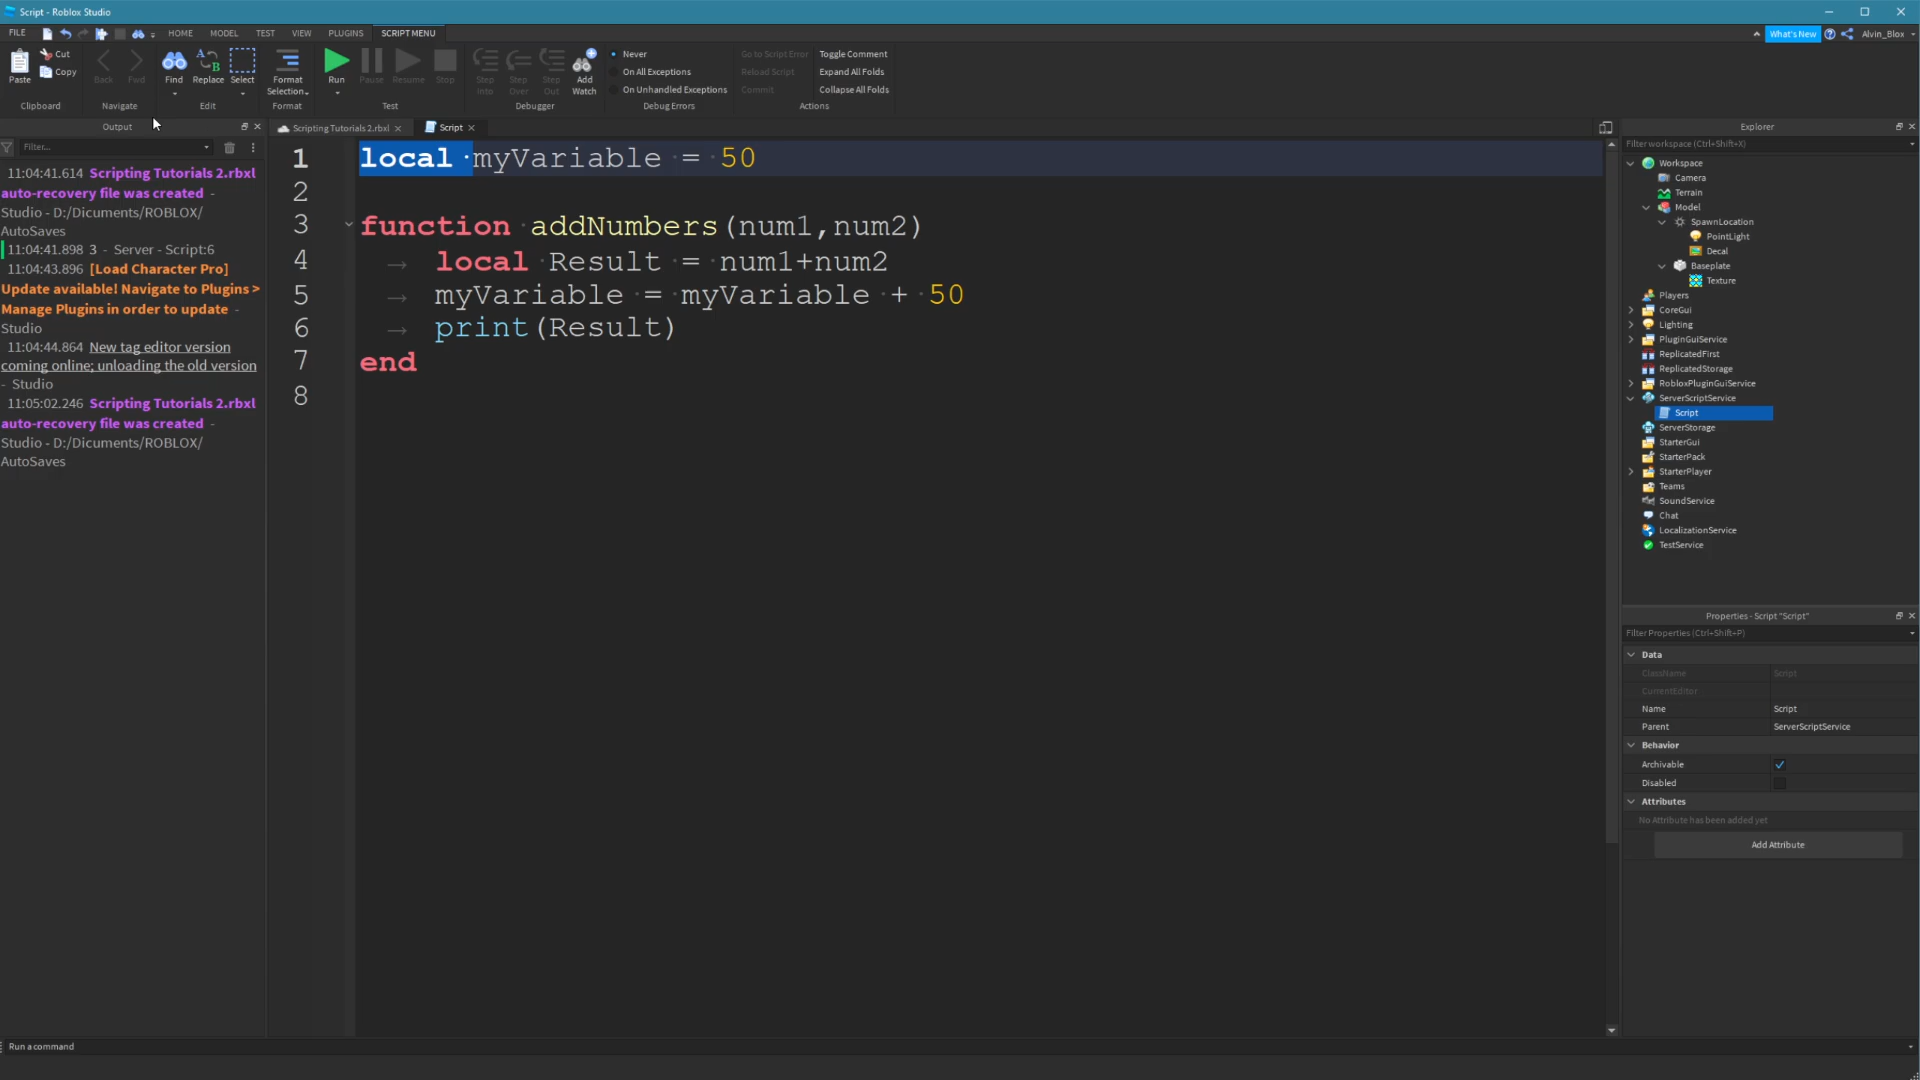 Script - Roblox Studio
FILE HOME MODEL TEST VIEW PLUGINS SCRIPT MENU What's New Alvin_Blox
Paste Cut Copy Back Fwd Find Replace Select Format Selection Run Pause Resume Stop Step Into Step Over Step Out Add Watch
Never
On All Exceptions
On Unhandled Exceptions
Go to Script Error
Reload Script
Commit
Toggle Comment
Expand All Folds
Collapse All Folds
Clipboard Navigate Edit Format Test Debugger Debug Errors Actions
Output
Filter...
11:04:41.614 Scripting Tutorials 2.rbxl
auto-recovery file was created -
Studio - D:/Dicuments/ROBLOX/
AutoSaves
11:04:41.898 3 - Server - Script:6
11:04:43.896 [Load Character Pro]
Update available! Navigate to Plugins >
Manage Plugins in order to update -
Studio
11:04:44.864 New tag editor version
coming online; unloading the old version
- Studio
11:05:02.246 Scripting Tutorials 2.rbxl
auto-recovery file was created -
Studio - D:/Dicuments/ROBLOX/
AutoSaves
Scripting Tutorials 2.rbxl Script
1 local myVariable = 50
2
3 function addNumbers(num1,num2)
4 local Result = num1+num2
5 myVariable = myVariable + 50
6 print(Result)
7 end
8
Explorer
Filter workspace (Ctrl+Shift+X)
Workspace
Camera
Terrain
Model
SpawnLocation
PointLight
Decal
Baseplate
Texture
Players
CoreGui
Lighting
PluginGuiService
ReplicatedFirst
ReplicatedStorage
RobloxPluginGuiService
ServerScriptService
Script
ServerStorage
StarterGui
StarterPack
StarterPlayer
Teams
SoundService
Chat
LocalizationService
TestService
Properties - Script "Script"
Filter Properties (Ctrl+Shift+P)
Data
ClassName Script
CurrentEditor
Name Script
Parent ServerScriptService
Behavior
Archivable
Disabled
Attributes
No Attribute has been added yet
Add Attribute
Run a command